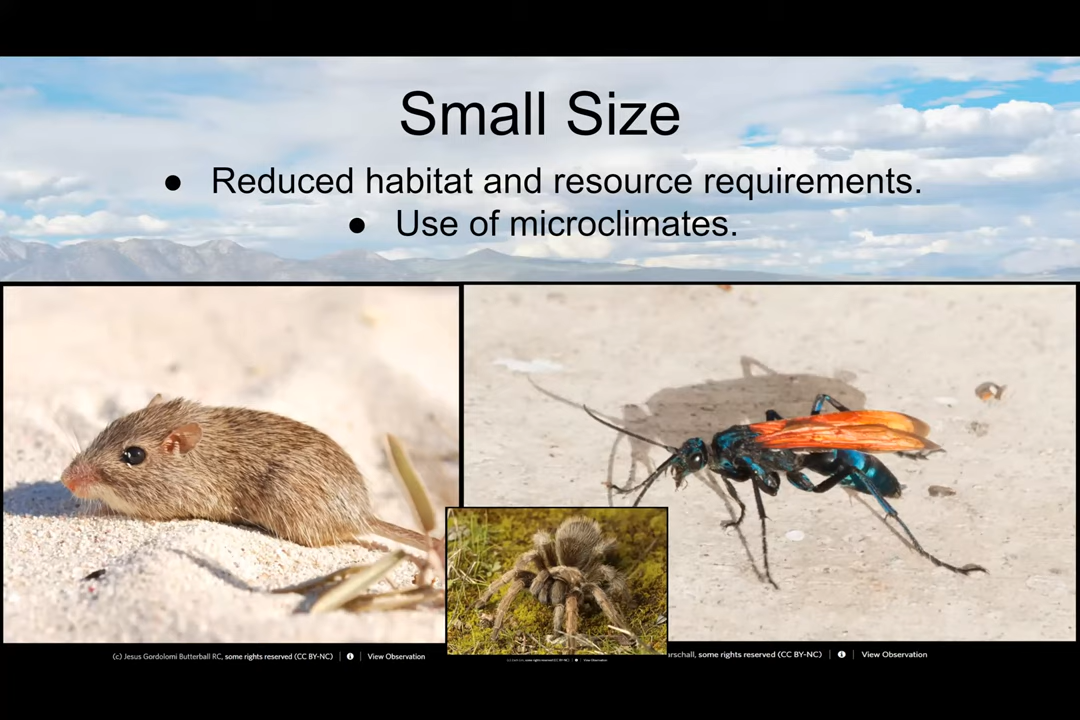 Small Size
● Reduced habitat and resource requirements.
● Use of microclimates.
(c) Jesus Gordolomi Butterball RC, some rights reserved (CC BY-NC) | View Observation
some rights reserved (CC BY-NC) | View Observation